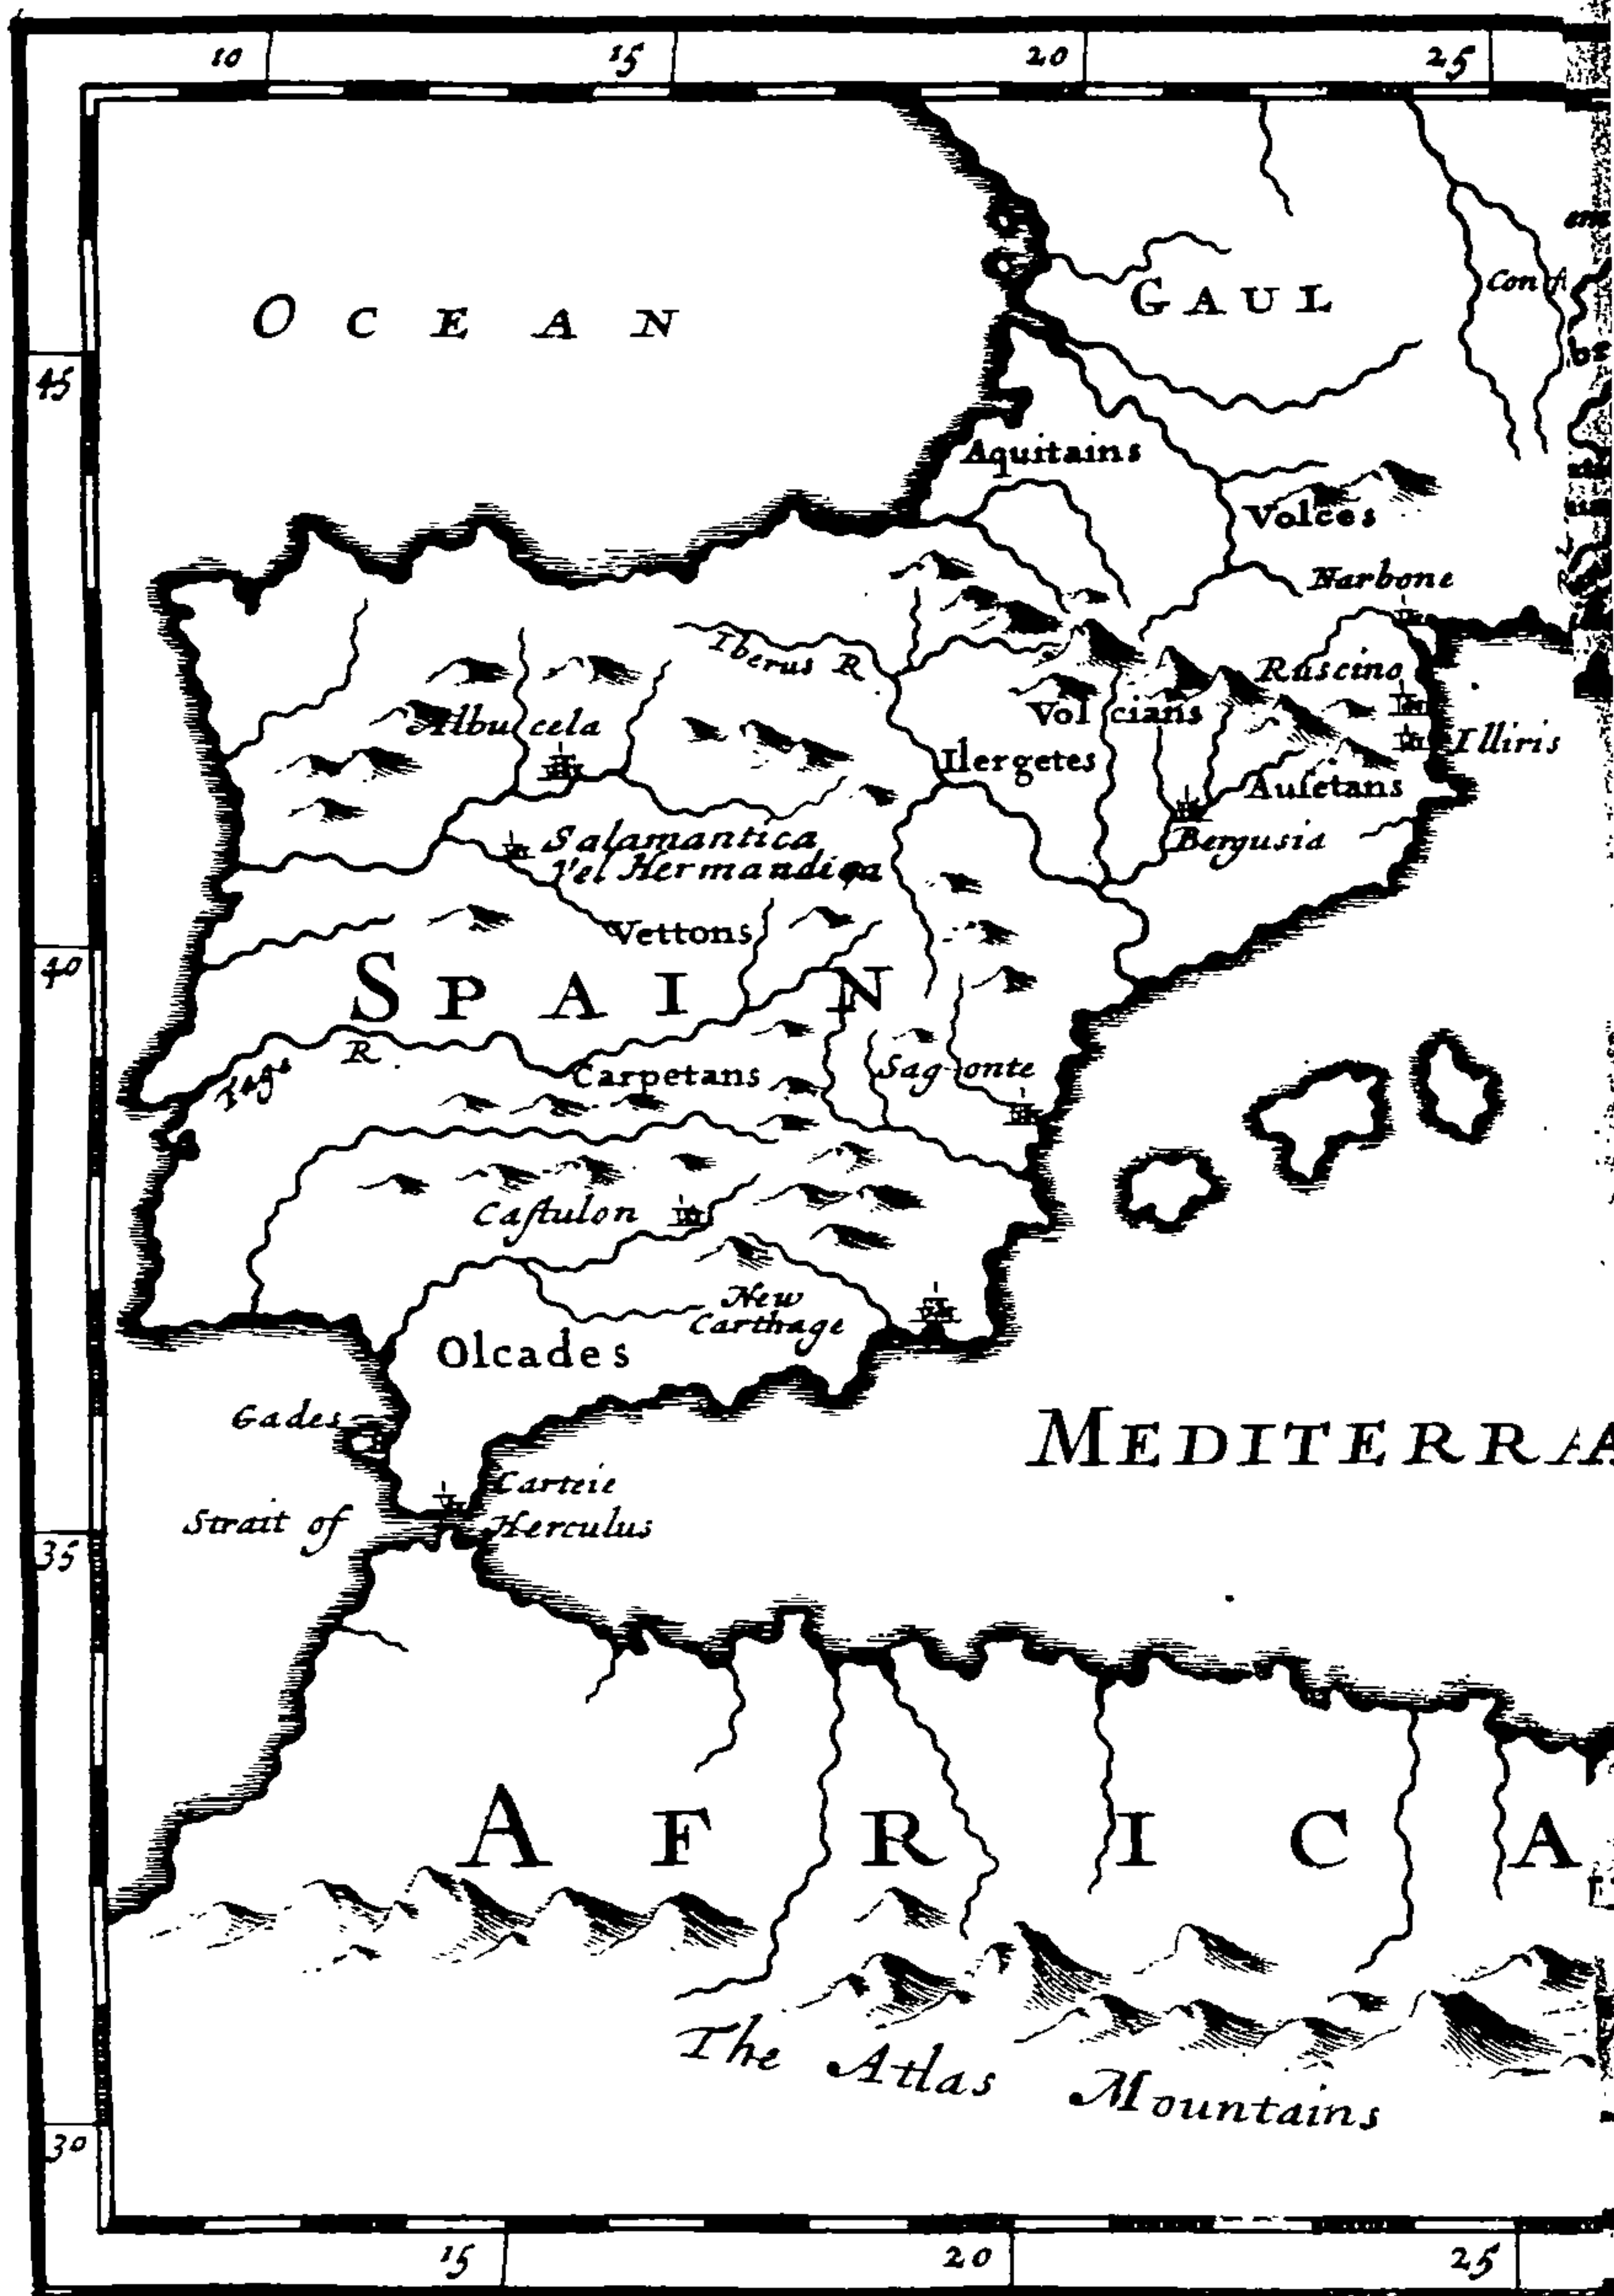 10 15 20 25
OCEAN
GAUL
45
Aquitains
Volces
Narbone
Iberus R
Ruscino
Albucela
Volcians
Illiris
Ilergetes
Auſetans
Salamantica
Bergusia
Vel Hermandica
Vettons
40
SPAIN
Tags R.
Carpetans
Sagonte
Caſtulon
New
Carthage
Olcades
Gades
MEDITERRA
Carteie
Strait of Herculus
35
AFRICA
The Atlas Mountains
30
15 20 25